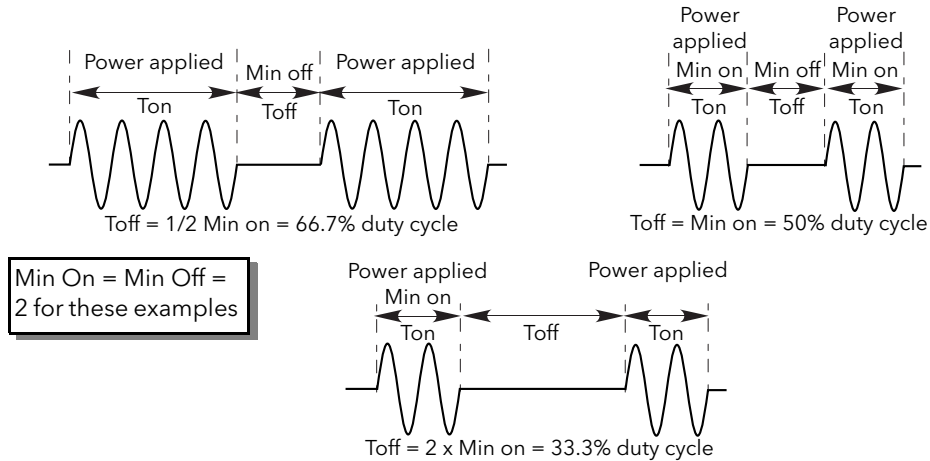 Power applied
Min off
Power applied
Ton
Toff
Ton
Toff = 1/2 Min on = 66.7% duty cycle
Power
applied
Power
applied
Min on
Min off
Min on
Ton
Toff
Ton
Toff = Min on = 50% duty cycle
Min On = Min Off =
2 for these examples
Power applied
Power applied
Min on
Ton
Toff
Ton
Toff = 2 x Min on = 33.3% duty cycle